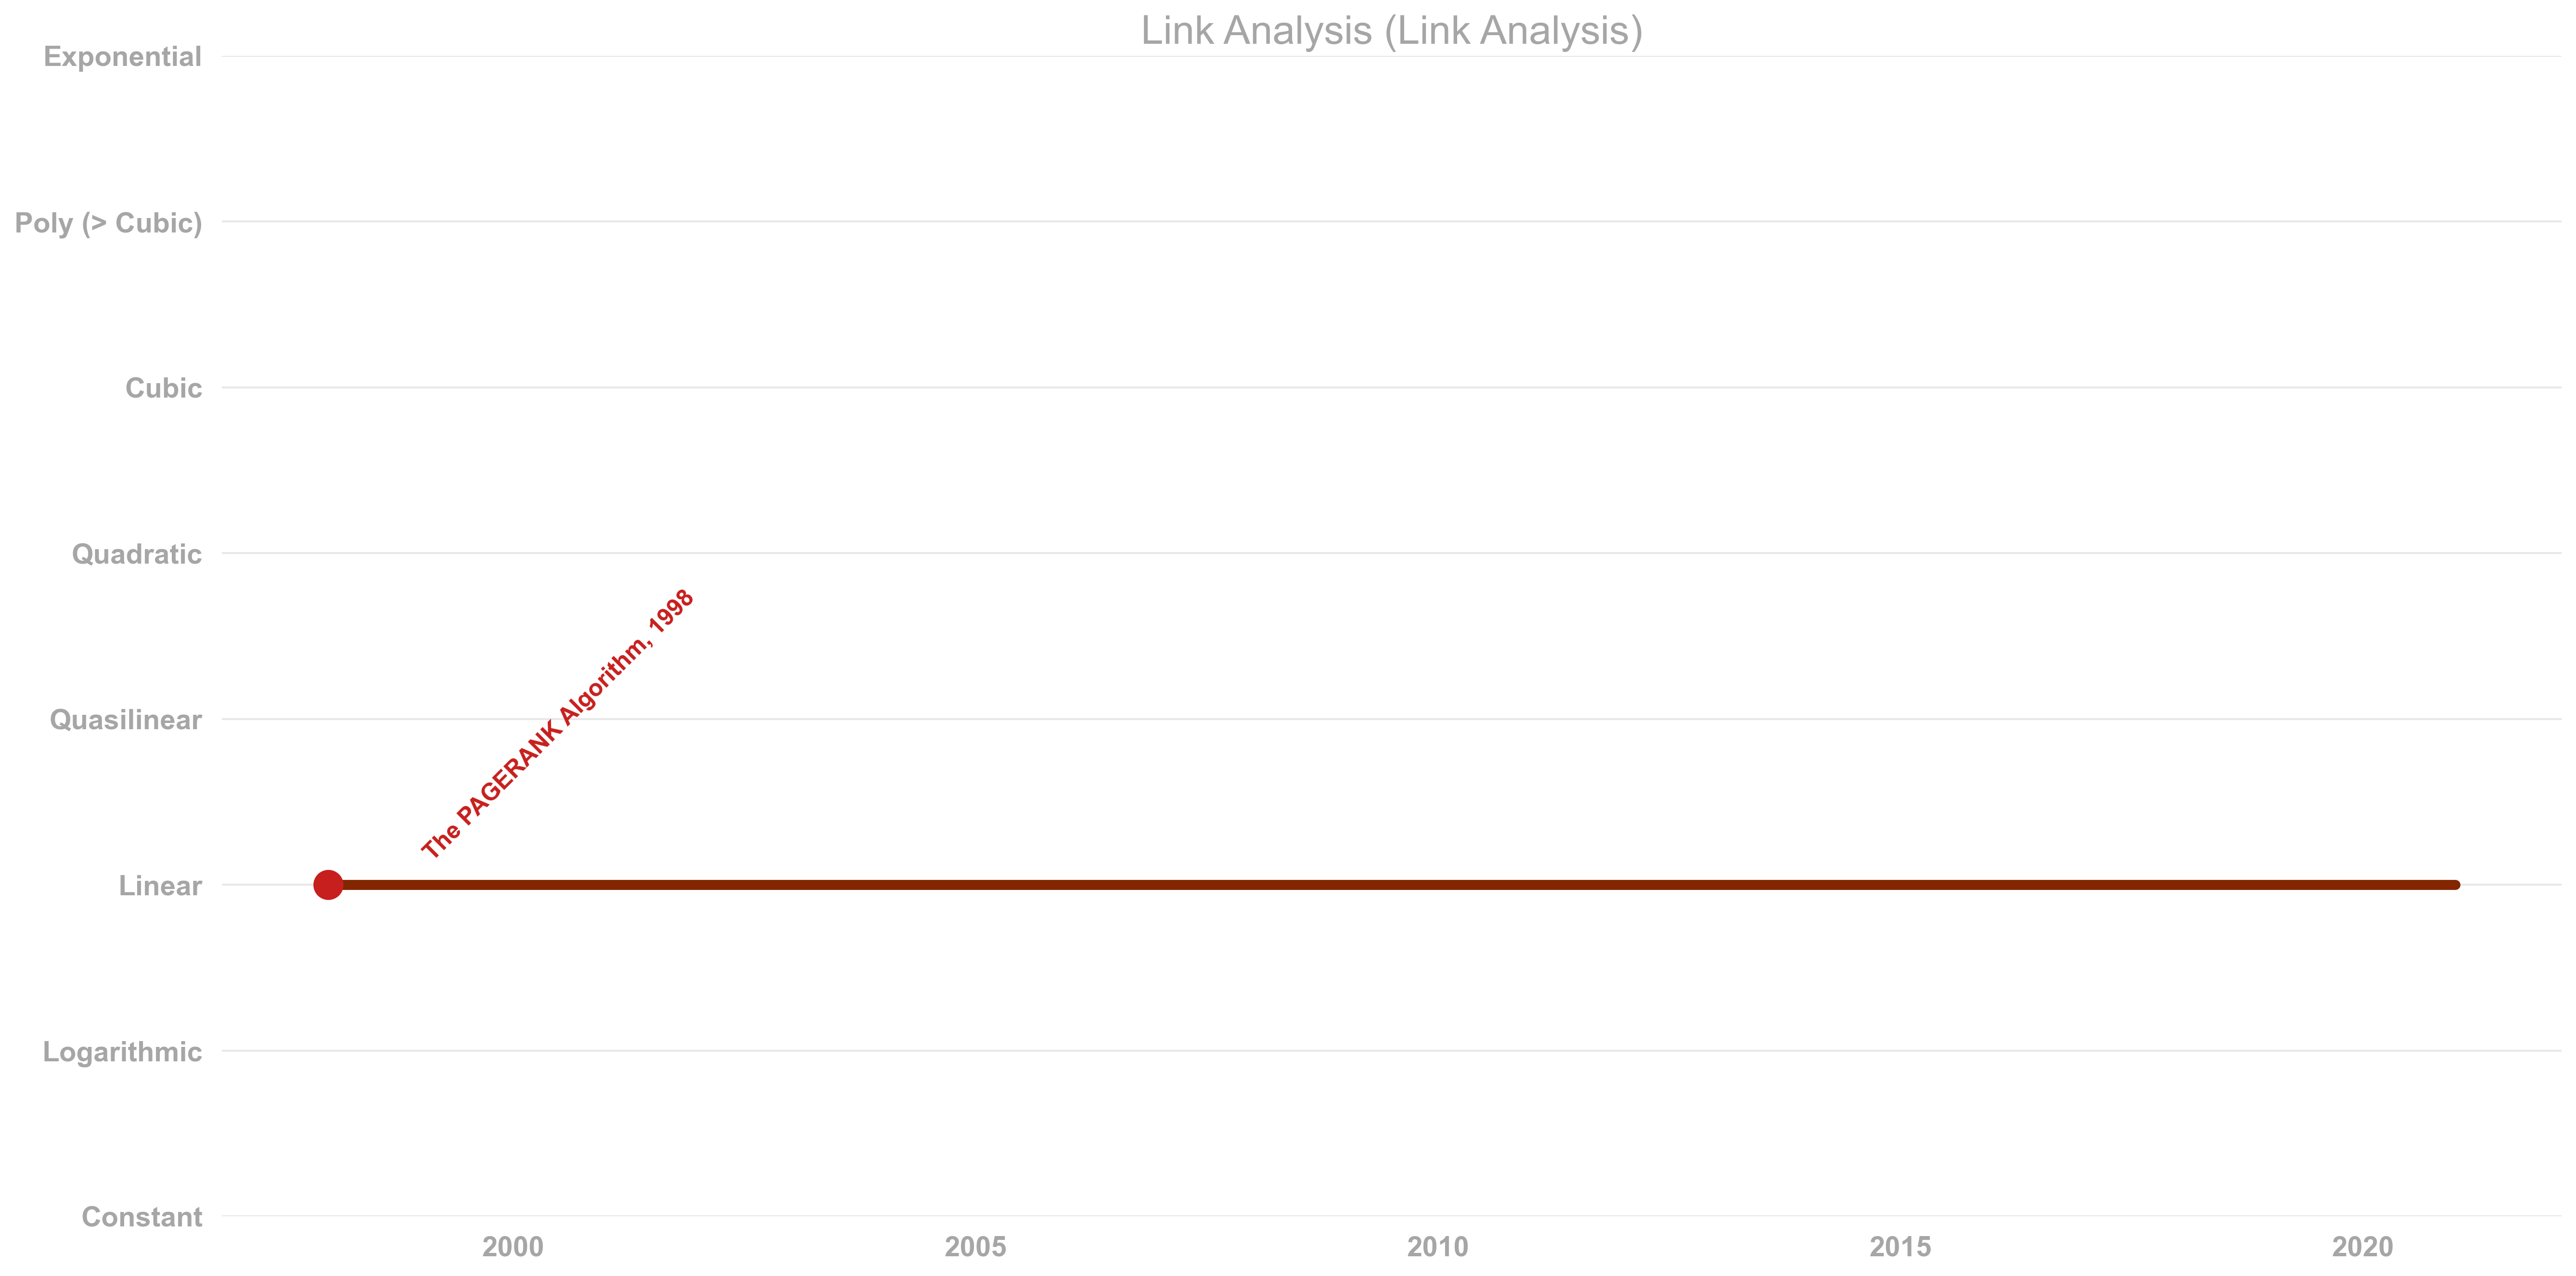 Link Analysis (Link Analysis)
Exponential
Poly (> Cubic)
Cubic
Quadratic
Quasilinear
Linear
Logarithmic
Constant
The PAGERANK Algorithm, 1998
2000
2005
2010
2015
2020